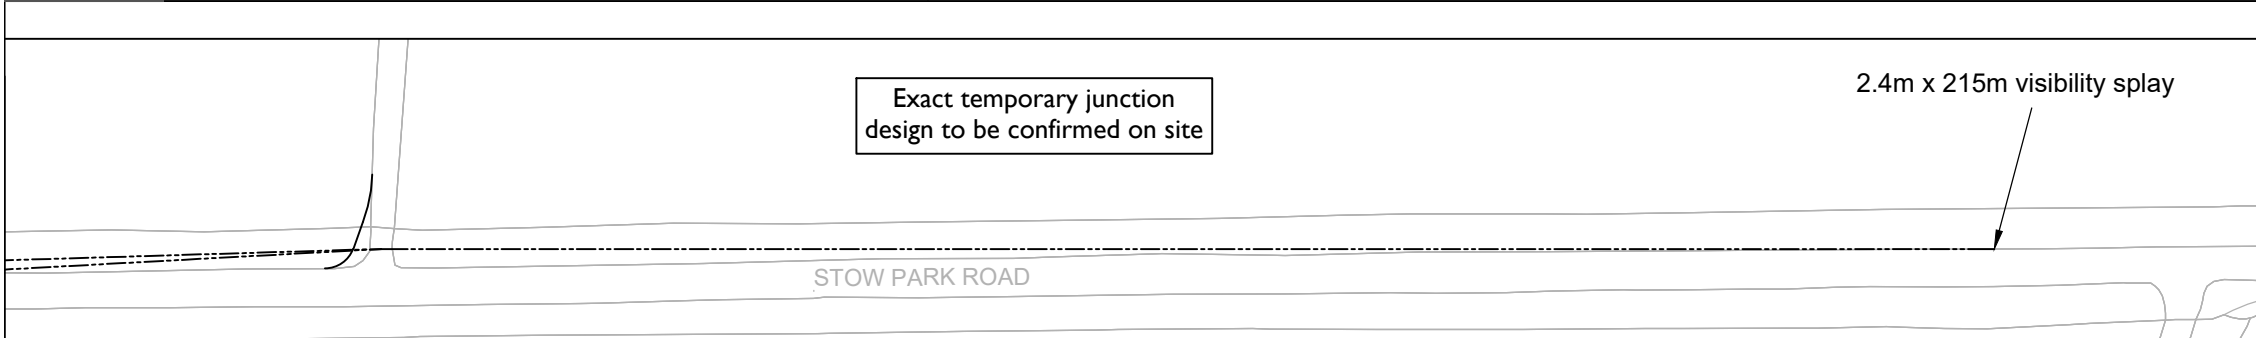 2.4m x 215m visibility splay
Exact temporary junction
design to be confirmed on site
STOW PARK ROAD